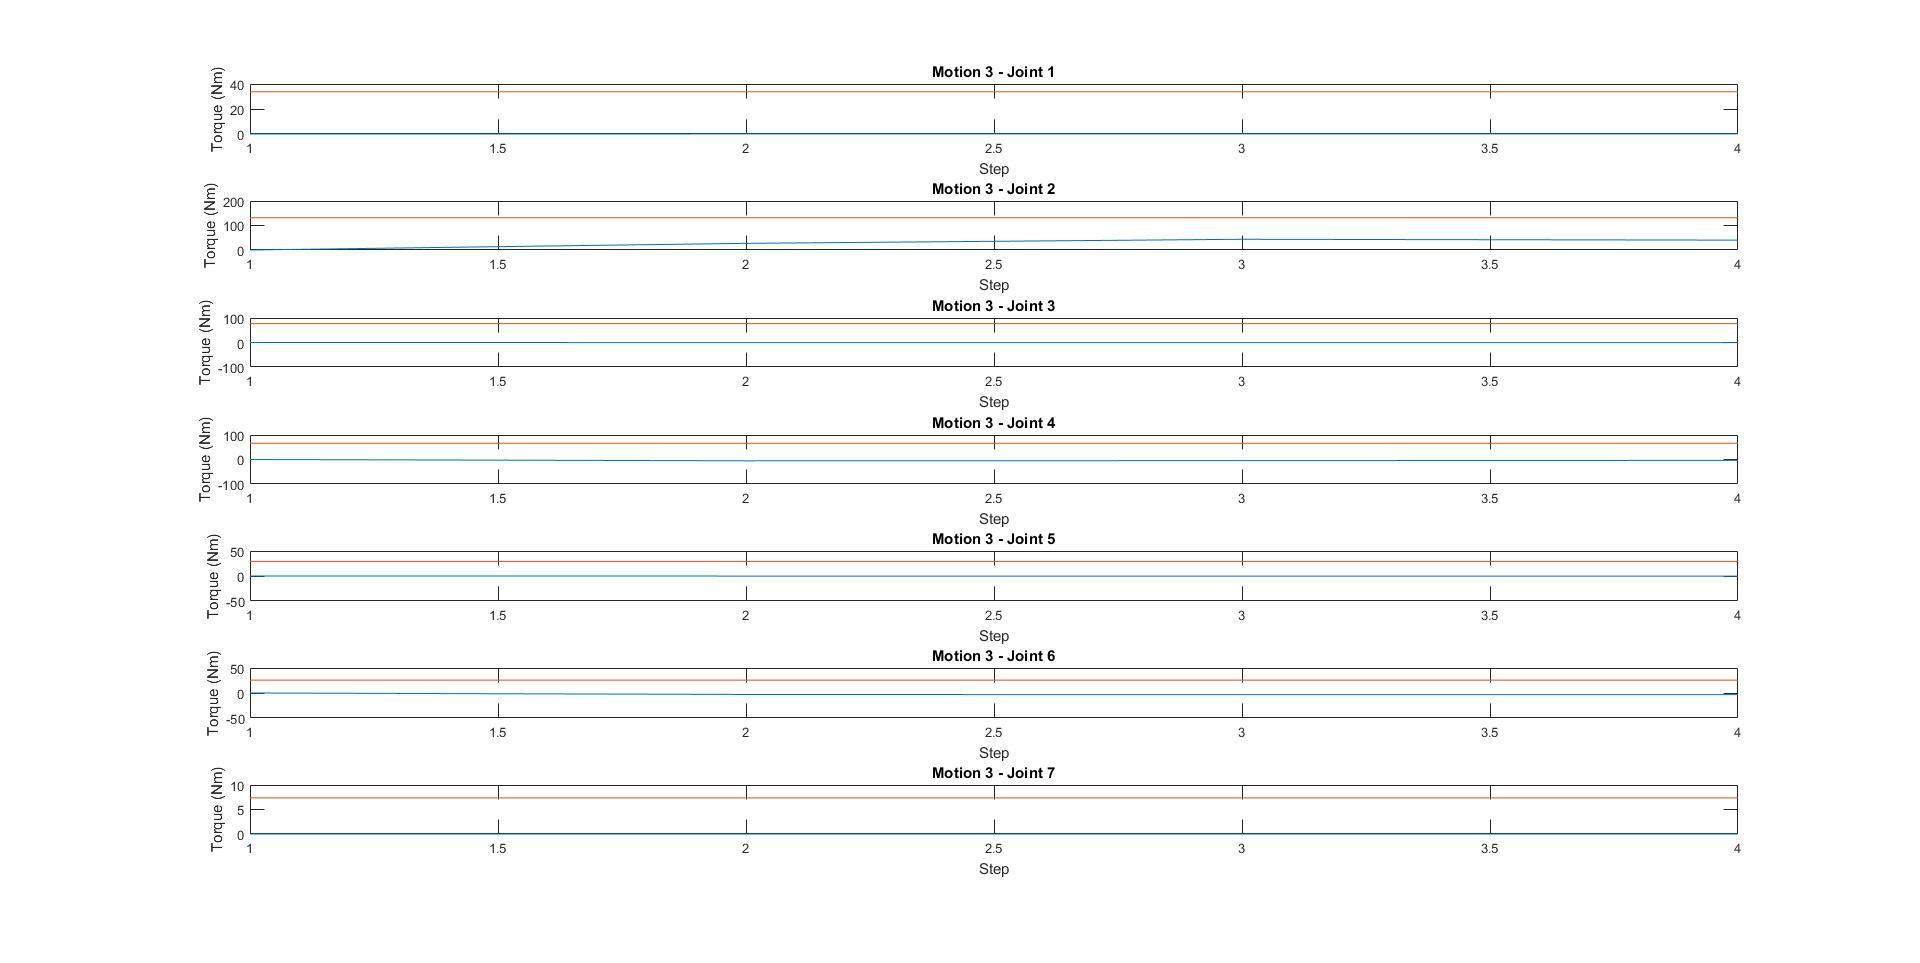 Motion 3 - Joint 1
Torque (Nm)
40
20
0
1 1.5 2 2.5 3 3.5 4
Step
Motion 3 - Joint 2
Torque (Nm)
200
100
0
1 1.5 2 2.5 3 3.5 4
Step
Motion 3 - Joint 3
Torque (Nm)
100
0
-100
1 1.5 2 2.5 3 3.5 4
Step
Motion 3 - Joint 4
Torque (Nm)
100
0
-100
1 1.5 2 2.5 3 3.5 4
Step
Motion 3 - Joint 5
Torque (Nm)
50
0
-50
1 1.5 2 2.5 3 3.5 4
Step
Motion 3 - Joint 6
Torque (Nm)
50
0
-50
1 1.5 2 2.5 3 3.5 4
Step
Motion 3 - Joint 7
Torque (Nm)
10
5
0
1 1.5 2 2.5 3 3.5 4
Step